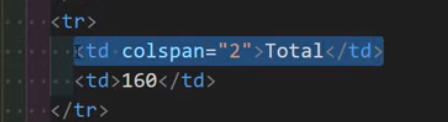 <tr>
<td colspan="2">Total</td>
<td>160</td>
</tr>